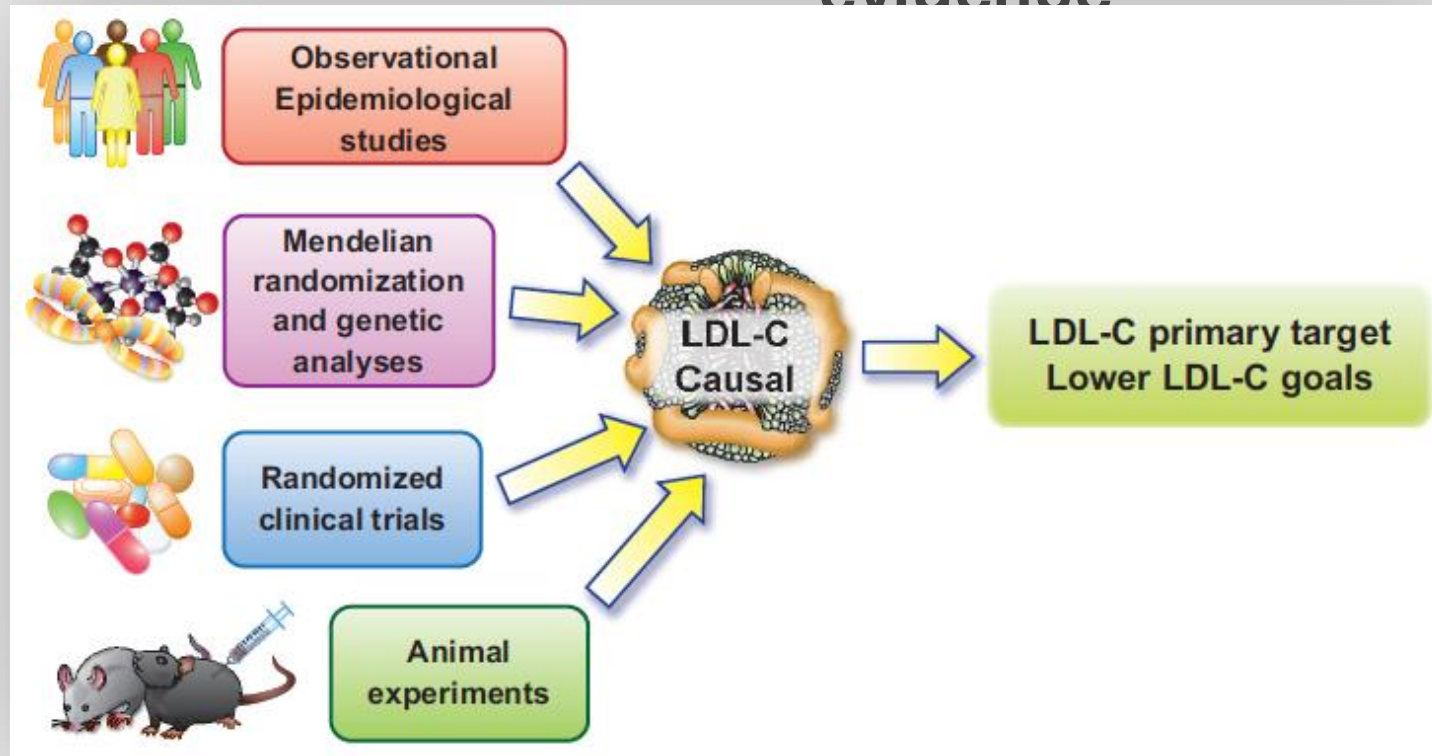 Observational
Epidemiological
studies
Mendelian
randomization
and genetic
analyses
Randomized
clinical trials
Animal
experiments
LDL-C
Causal
LDL-C primary target
Lower LDL-C goals